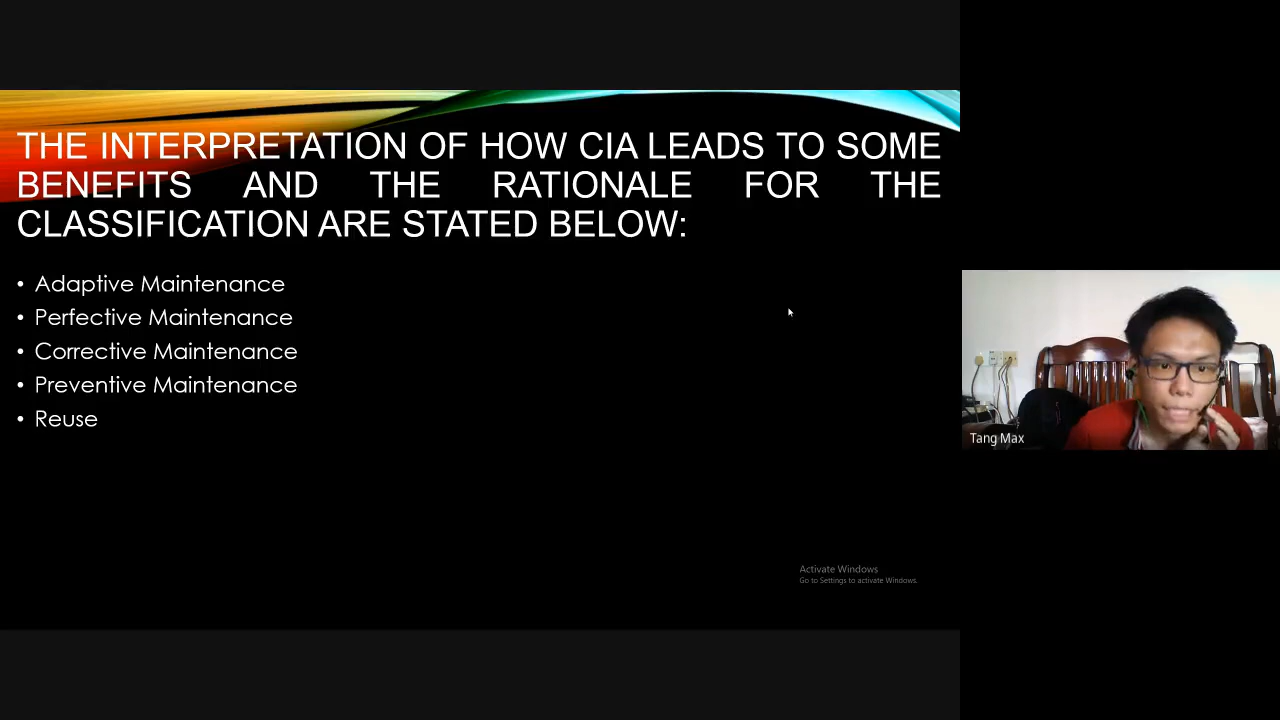 THE INTERPRETATION OF HOW CIA LEADS TO SOME
BENEFITS AND THE RATIONALE FOR THE
CLASSIFICATION ARE STATED BELOW:
• Adaptive Maintenance
• Perfective Maintenance
• Corrective Maintenance
• Preventive Maintenance
• Reuse
Tang Max
Activate Windows
Go to Settings to activate Windows.